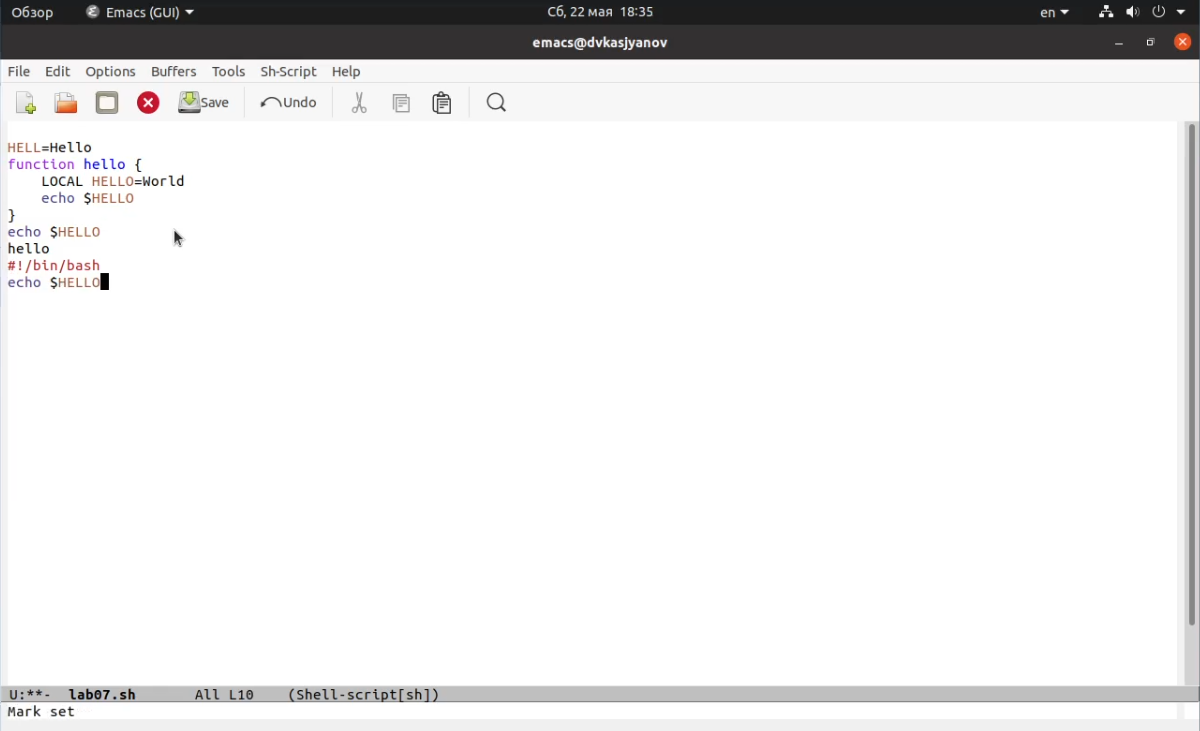 Обзор Emacs (GUI) Сб, 22 мая 18:35 en
emacs@dvkasjyanov
File Edit Options Buffers Tools Sh-Script Help
Save Undo
HELL=Hello
function hello {
    LOCAL HELLO=World
    echo $HELLO
}
echo $HELLO
hello
#!/bin/bash
echo $HELLO
U:**- lab07.sh All L10 (Shell-script[sh])
Mark set